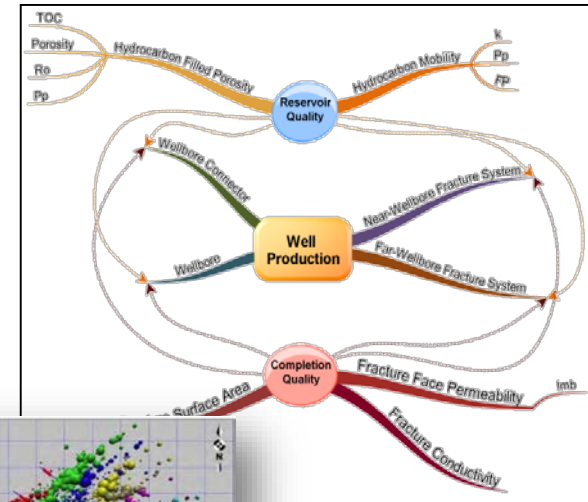 TOC
Porosity
Ro
Pp
Hydrocarbon Filled Porosity
Reservoir
Quality
Hydrocarbon Mobility
k
Pp
FP
Wellbore Connector
Near-Wellbore Fracture System
Well
Production
Wellbore
Far-Wellbore Fracture System
Completion
Quality
Surface Area
Fracture Face Permeability
Imb
Fracture Conductivity
N